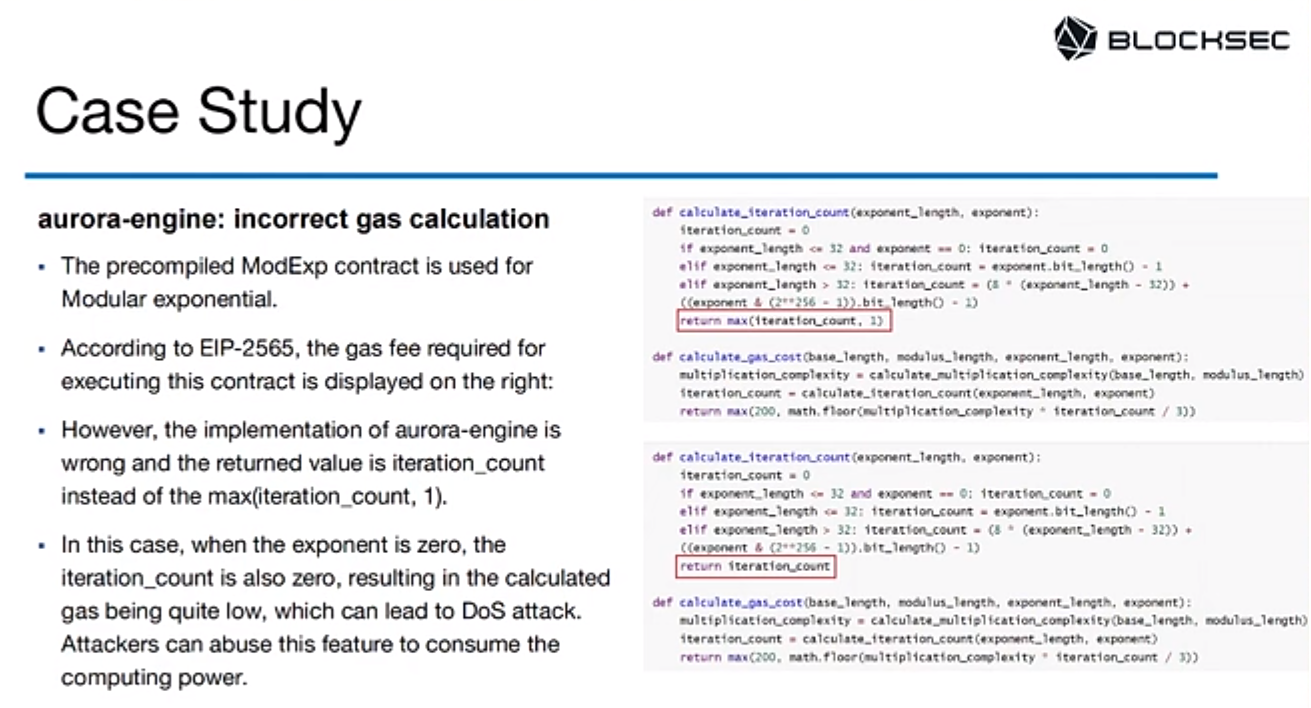 BLOCKSEC
Case Study
aurora-engine: incorrect gas calculation
The precompiled ModExp contract is used for
Modular exponential.
According to EIP-2565, the gas fee required for
executing this contract is displayed on the right:
However, the implementation of aurora-engine is
wrong and the returned value is iteration_count
instead of the max(iteration_count, 1).
In this case, when the exponent is zero, the
iteration_count is also zero, resulting in the calculated
gas being quite low, which can lead to DoS attack.
Attackers can abuse this feature to consume the
computing power.
def calculate_iteration_count(exponent_length, exponent):
iteration_count = 0
if exponent_length <= 32 and exponent == 0: iteration_count = 0
elif exponent_length <= 32: iteration_count = exponent.bit_length() - 1
elif exponent_length > 32: iteration_count = (8 * (exponent_length - 32)) +
((exponent & (2**256 - 1)).bit_length() - 1)
return max(iteration_count, 1)
def calculate_gas_cost(base_length, modulus_length, exponent_length, exponent):
multiplication_complexity = calculate_multiplication_complexity(base_length, modulus_length)
iteration_count = calculate_iteration_count(exponent_length, exponent)
return max(200, math.floor(multiplication_complexity * iteration_count / 3))
def calculate_iteration_count(exponent_length, exponent):
iteration_count = 0
if exponent_length <= 32 and exponent == 0: iteration_count = 0
elif exponent_length <= 32: iteration_count = exponent.bit_length() - 1
elif exponent_length > 32: iteration_count = (8 * (exponent_length - 32)) +
((exponent & (2**256 - 1)).bit_length() - 1)
return iteration_count
def calculate_gas_cost(base_length, modulus_length, exponent_length, exponent):
multiplication_complexity = calculate_multiplication_complexity(base_length, modulus_length)
iteration_count = calculate_iteration_count(exponent_length, exponent)
return max(200, math.floor(multiplication_complexity * iteration_count / 3))